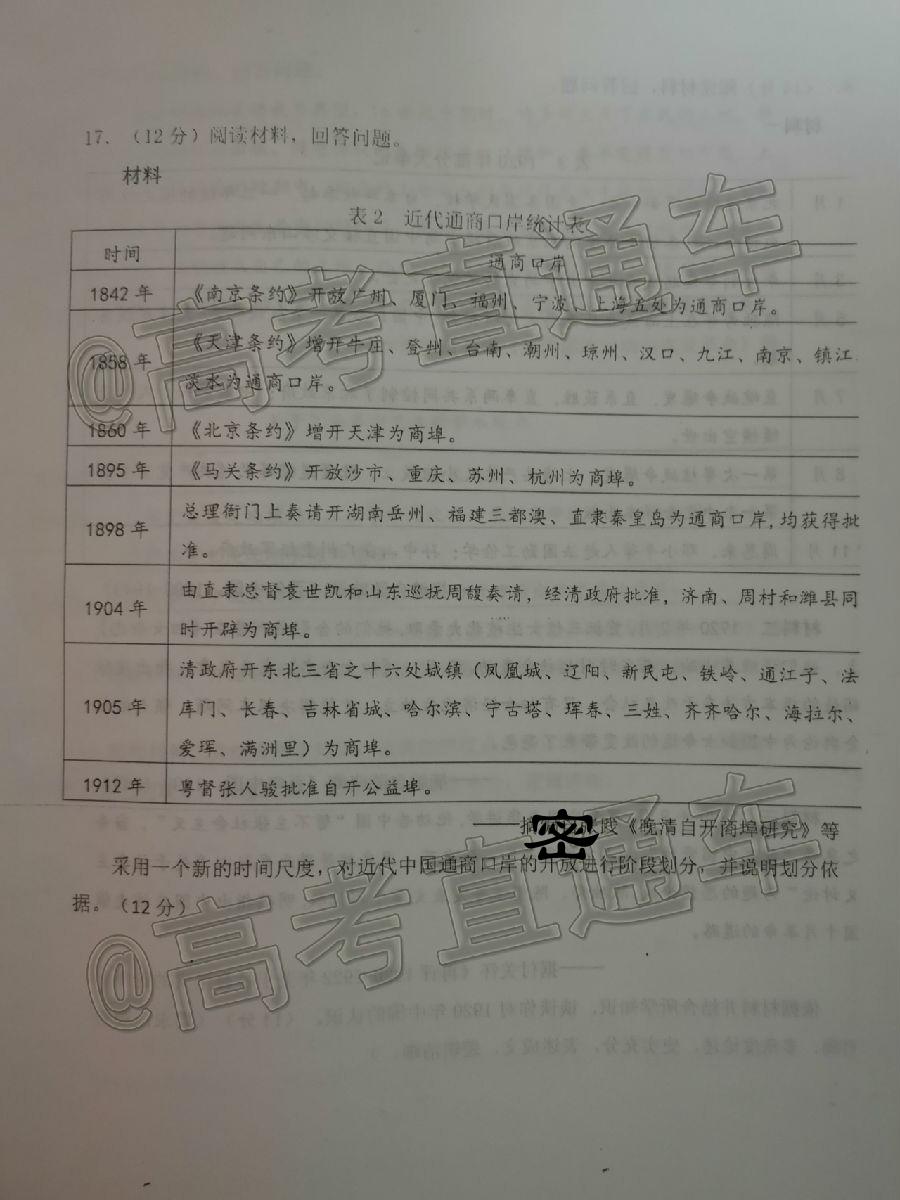 17．（12分）阅读材料，回答问题。
材料
表2 近代通商口岸统计表
时间 通商口岸
1842年 《南京条约》开放广州、厦门、福州、宁波、上海五处为通商口岸。
1858年 《天津条约》增开牛庄、登州、台南、潮州、琼州、汉口、九江、南京、镇江、
淡水为通商口岸。
1860年 《北京条约》增开天津为商埠。
1895年 《马关条约》开放沙市、重庆、苏州、杭州为商埠。
1898年 总理衙门上奏请开湖南岳州、福建三都澳、直隶秦皇岛为通商口岸，均获得批
准。
1904年 由直隶总督袁世凯和山东巡抚周馥奏请，经清政府批准，济南、周村和潍县同
时开辟为商埠。
1905年 清政府开东北三省之十六处城镇（凤凰城、辽阳、新民屯、铁岭、通江子、法
库门、长春、吉林省城、哈尔滨、宁古塔、珲春、三姓、齐齐哈尔、海拉尔、
爱珲、满洲里）为商埠。
1912年 粤督张人骏批准自开公益埠。
——摘 践《晚清自开商埠研究》等
密
采用一个新的时间尺度，对近代中国通商口岸的开放进行阶段划分，并说明划分依
据。（12分）
@高考直通车
@高考直通车